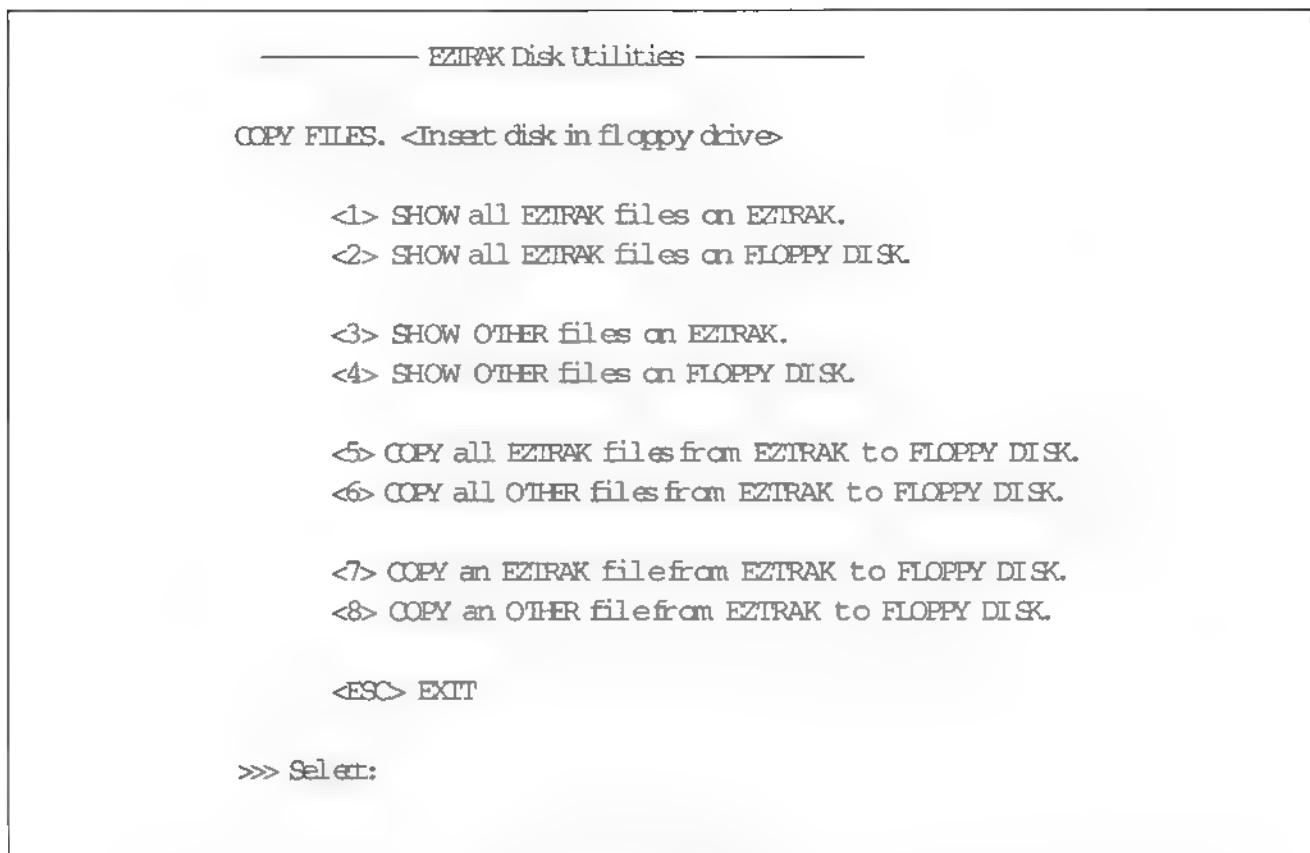 EZTRAK Disk Utilities
COPY FILES. <Insert disk in floppy drive>
<1> SHOW all EZTRAK files on EZTRAK.
<2> SHOW all EZTRAK files on FLOPPY DISK.
<3> SHOW OTHER files on EZTRAK.
<4> SHOW OTHER files on FLOPPY DISK.
<5> COPY all EZTRAK files from EZTRAK to FLOPPY DISK.
<6> COPY all OTHER files from EZTRAK to FLOPPY DISK.
<7> COPY an EZTRAK file from EZTRAK to FLOPPY DISK.
<8> COPY an OTHER file from EZTRAK to FLOPPY DISK.
<ESC> EXIT
>>> Select: